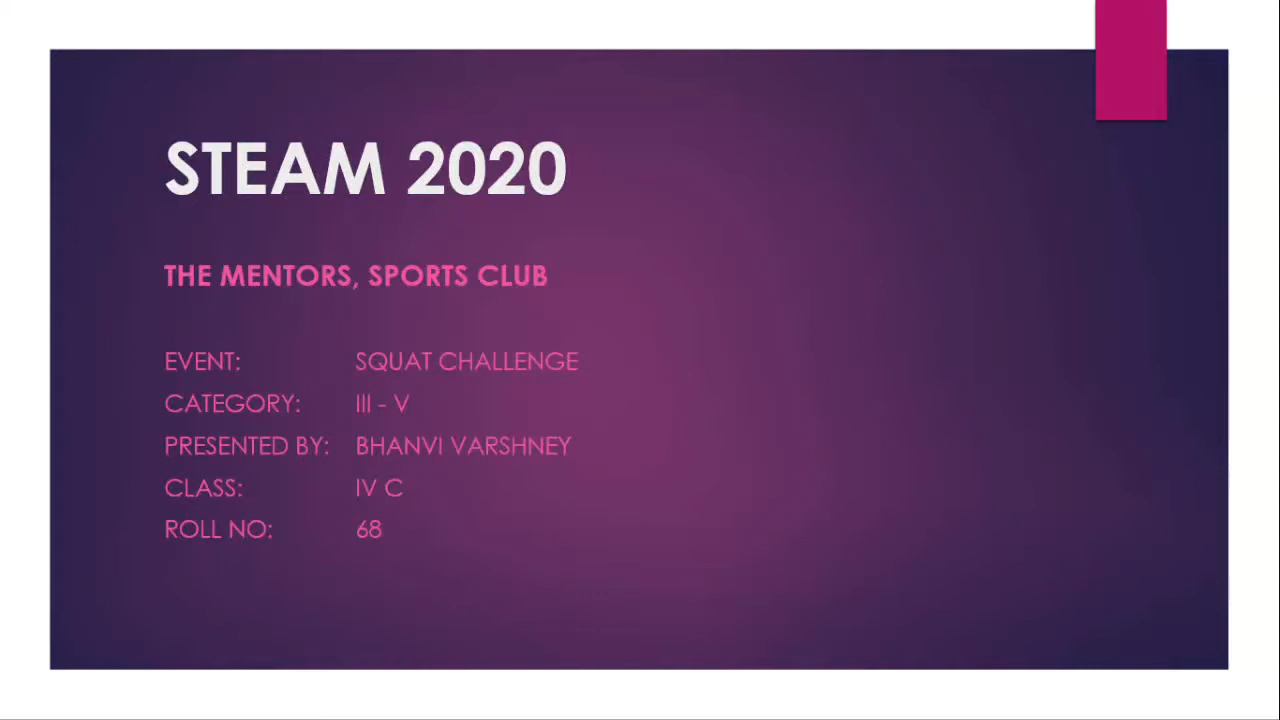 STEAM 2020
THE MENTORS, SPORTS CLUB
EVENT: SQUAT CHALLENGE
CATEGORY: III - V
PRESENTED BY: BHANVI VARSHNEY
CLASS: IV C
ROLL NO: 68